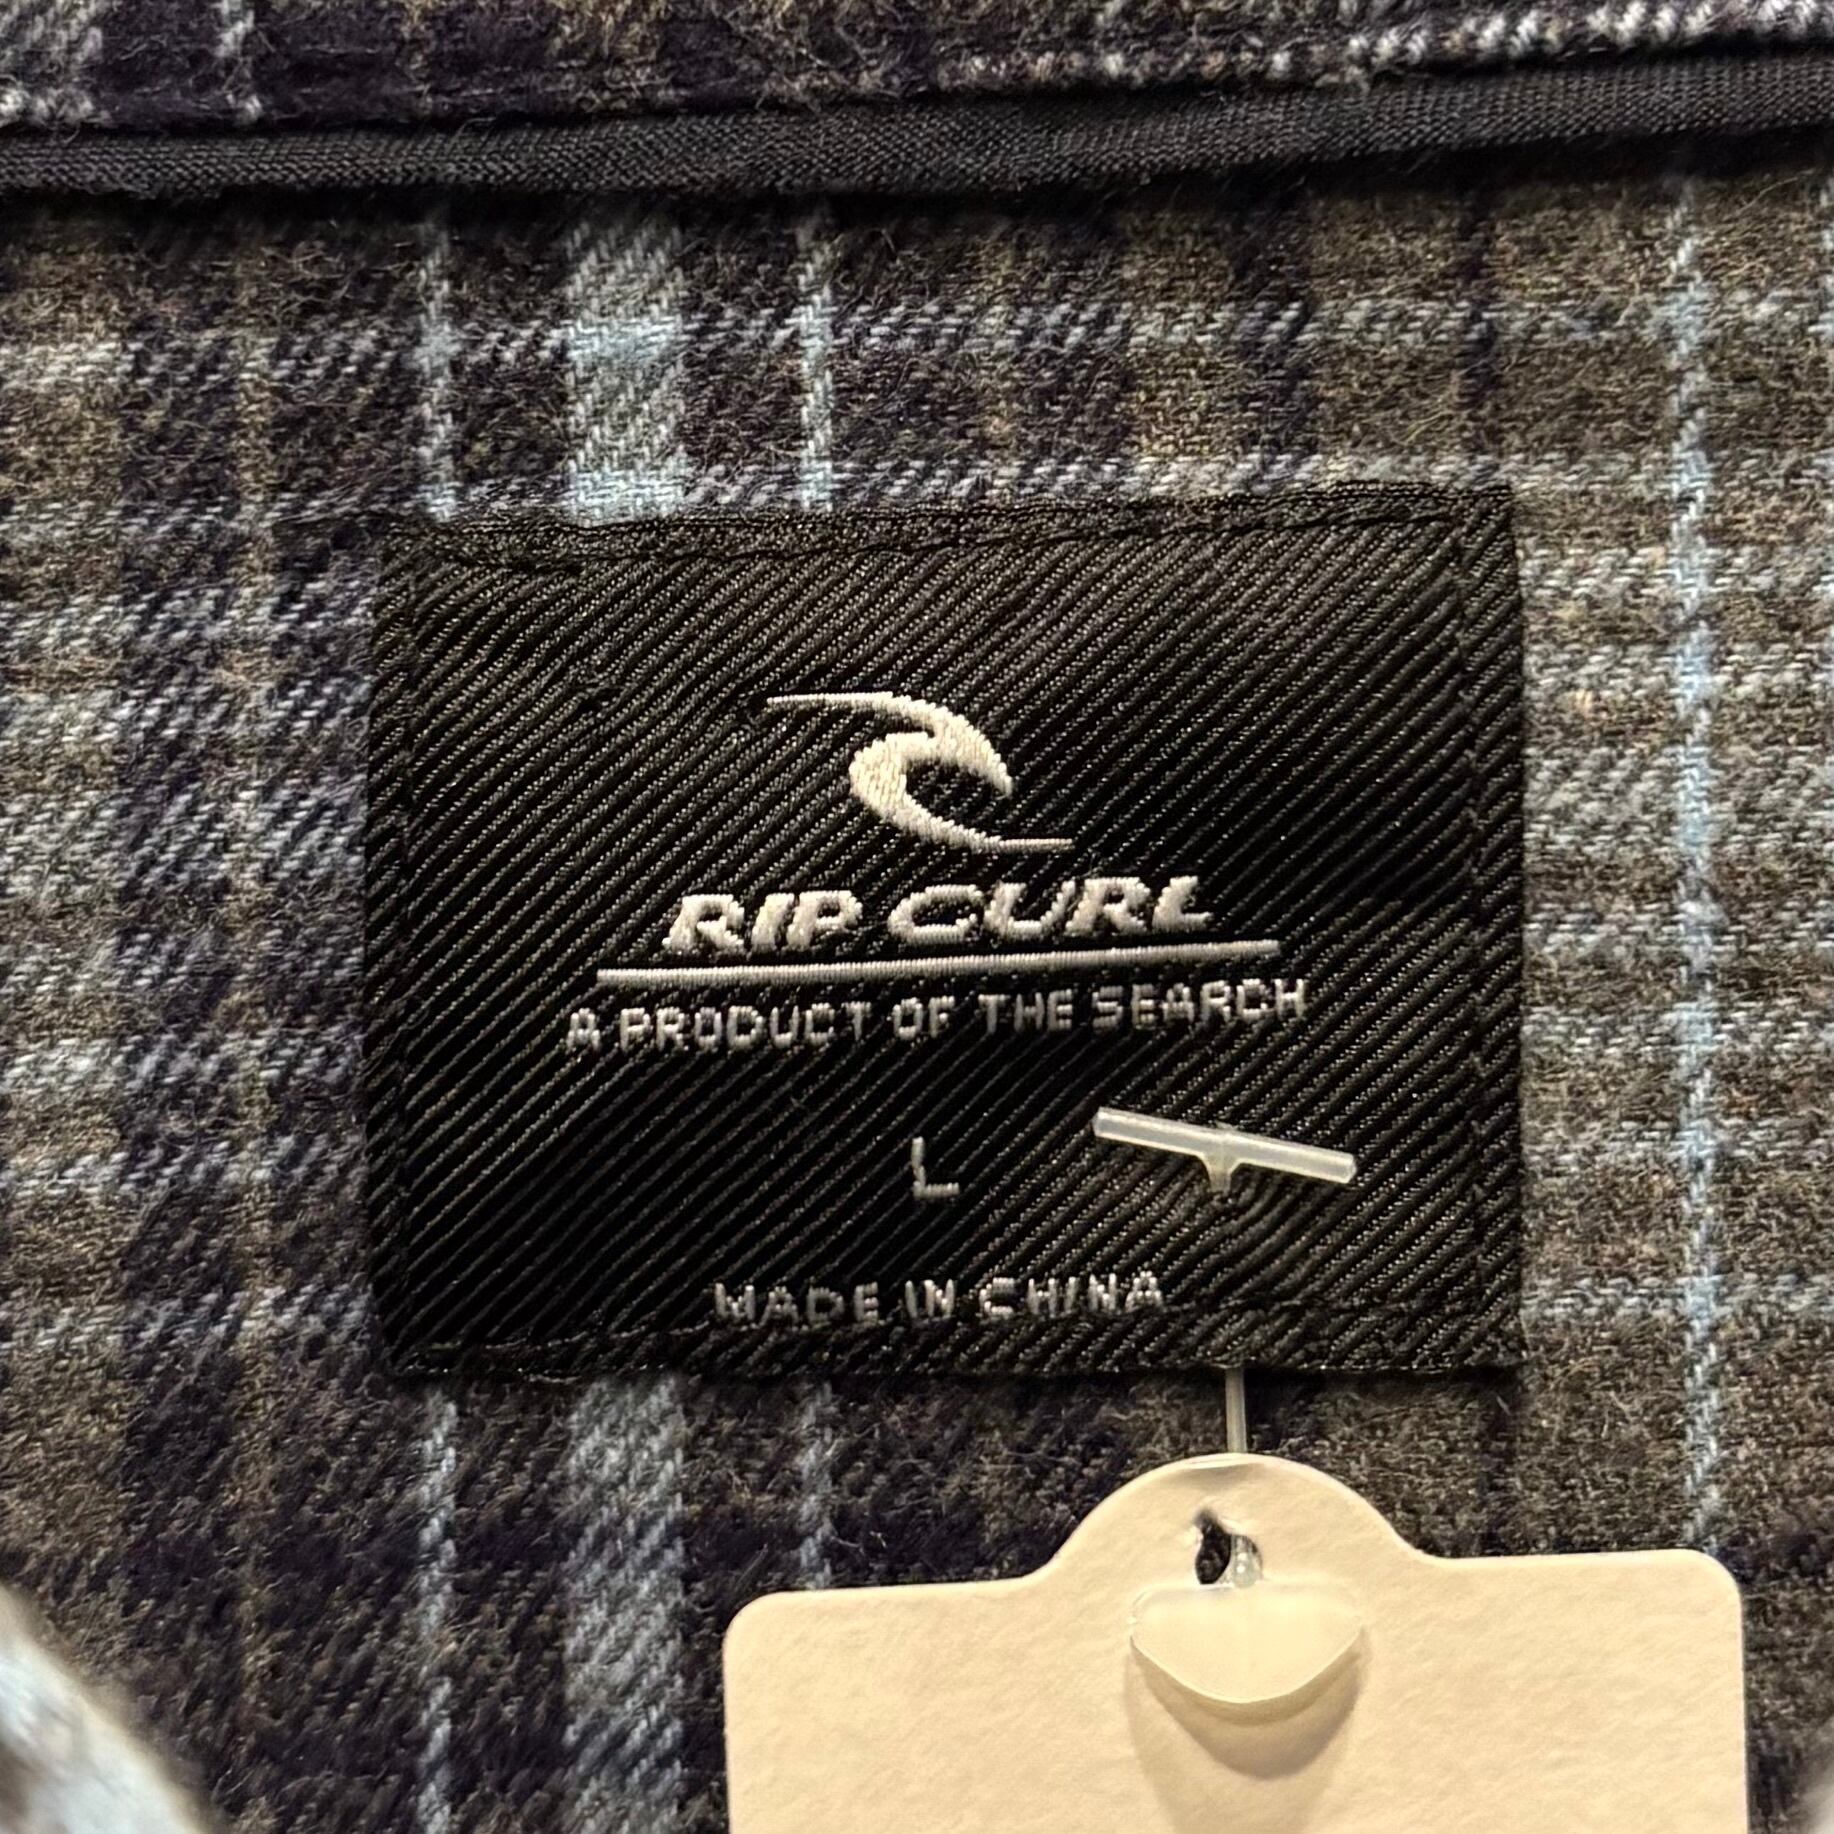 RIP CURL
A PRODUCT OF THE SEARCH
L
MADE IN CHINA